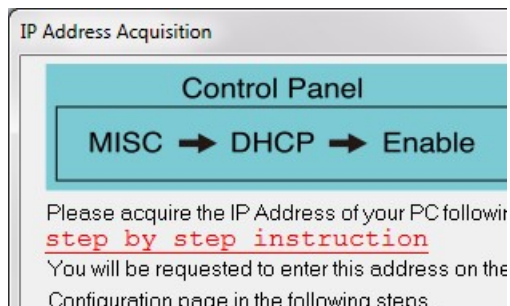 IP Address Acquisition
Control Panel
MISC → DHCP → Enable
Please acquire the IP Address of your PC
step by step instruction
You will be requested to enter this address on the
Configuration page in the following steps